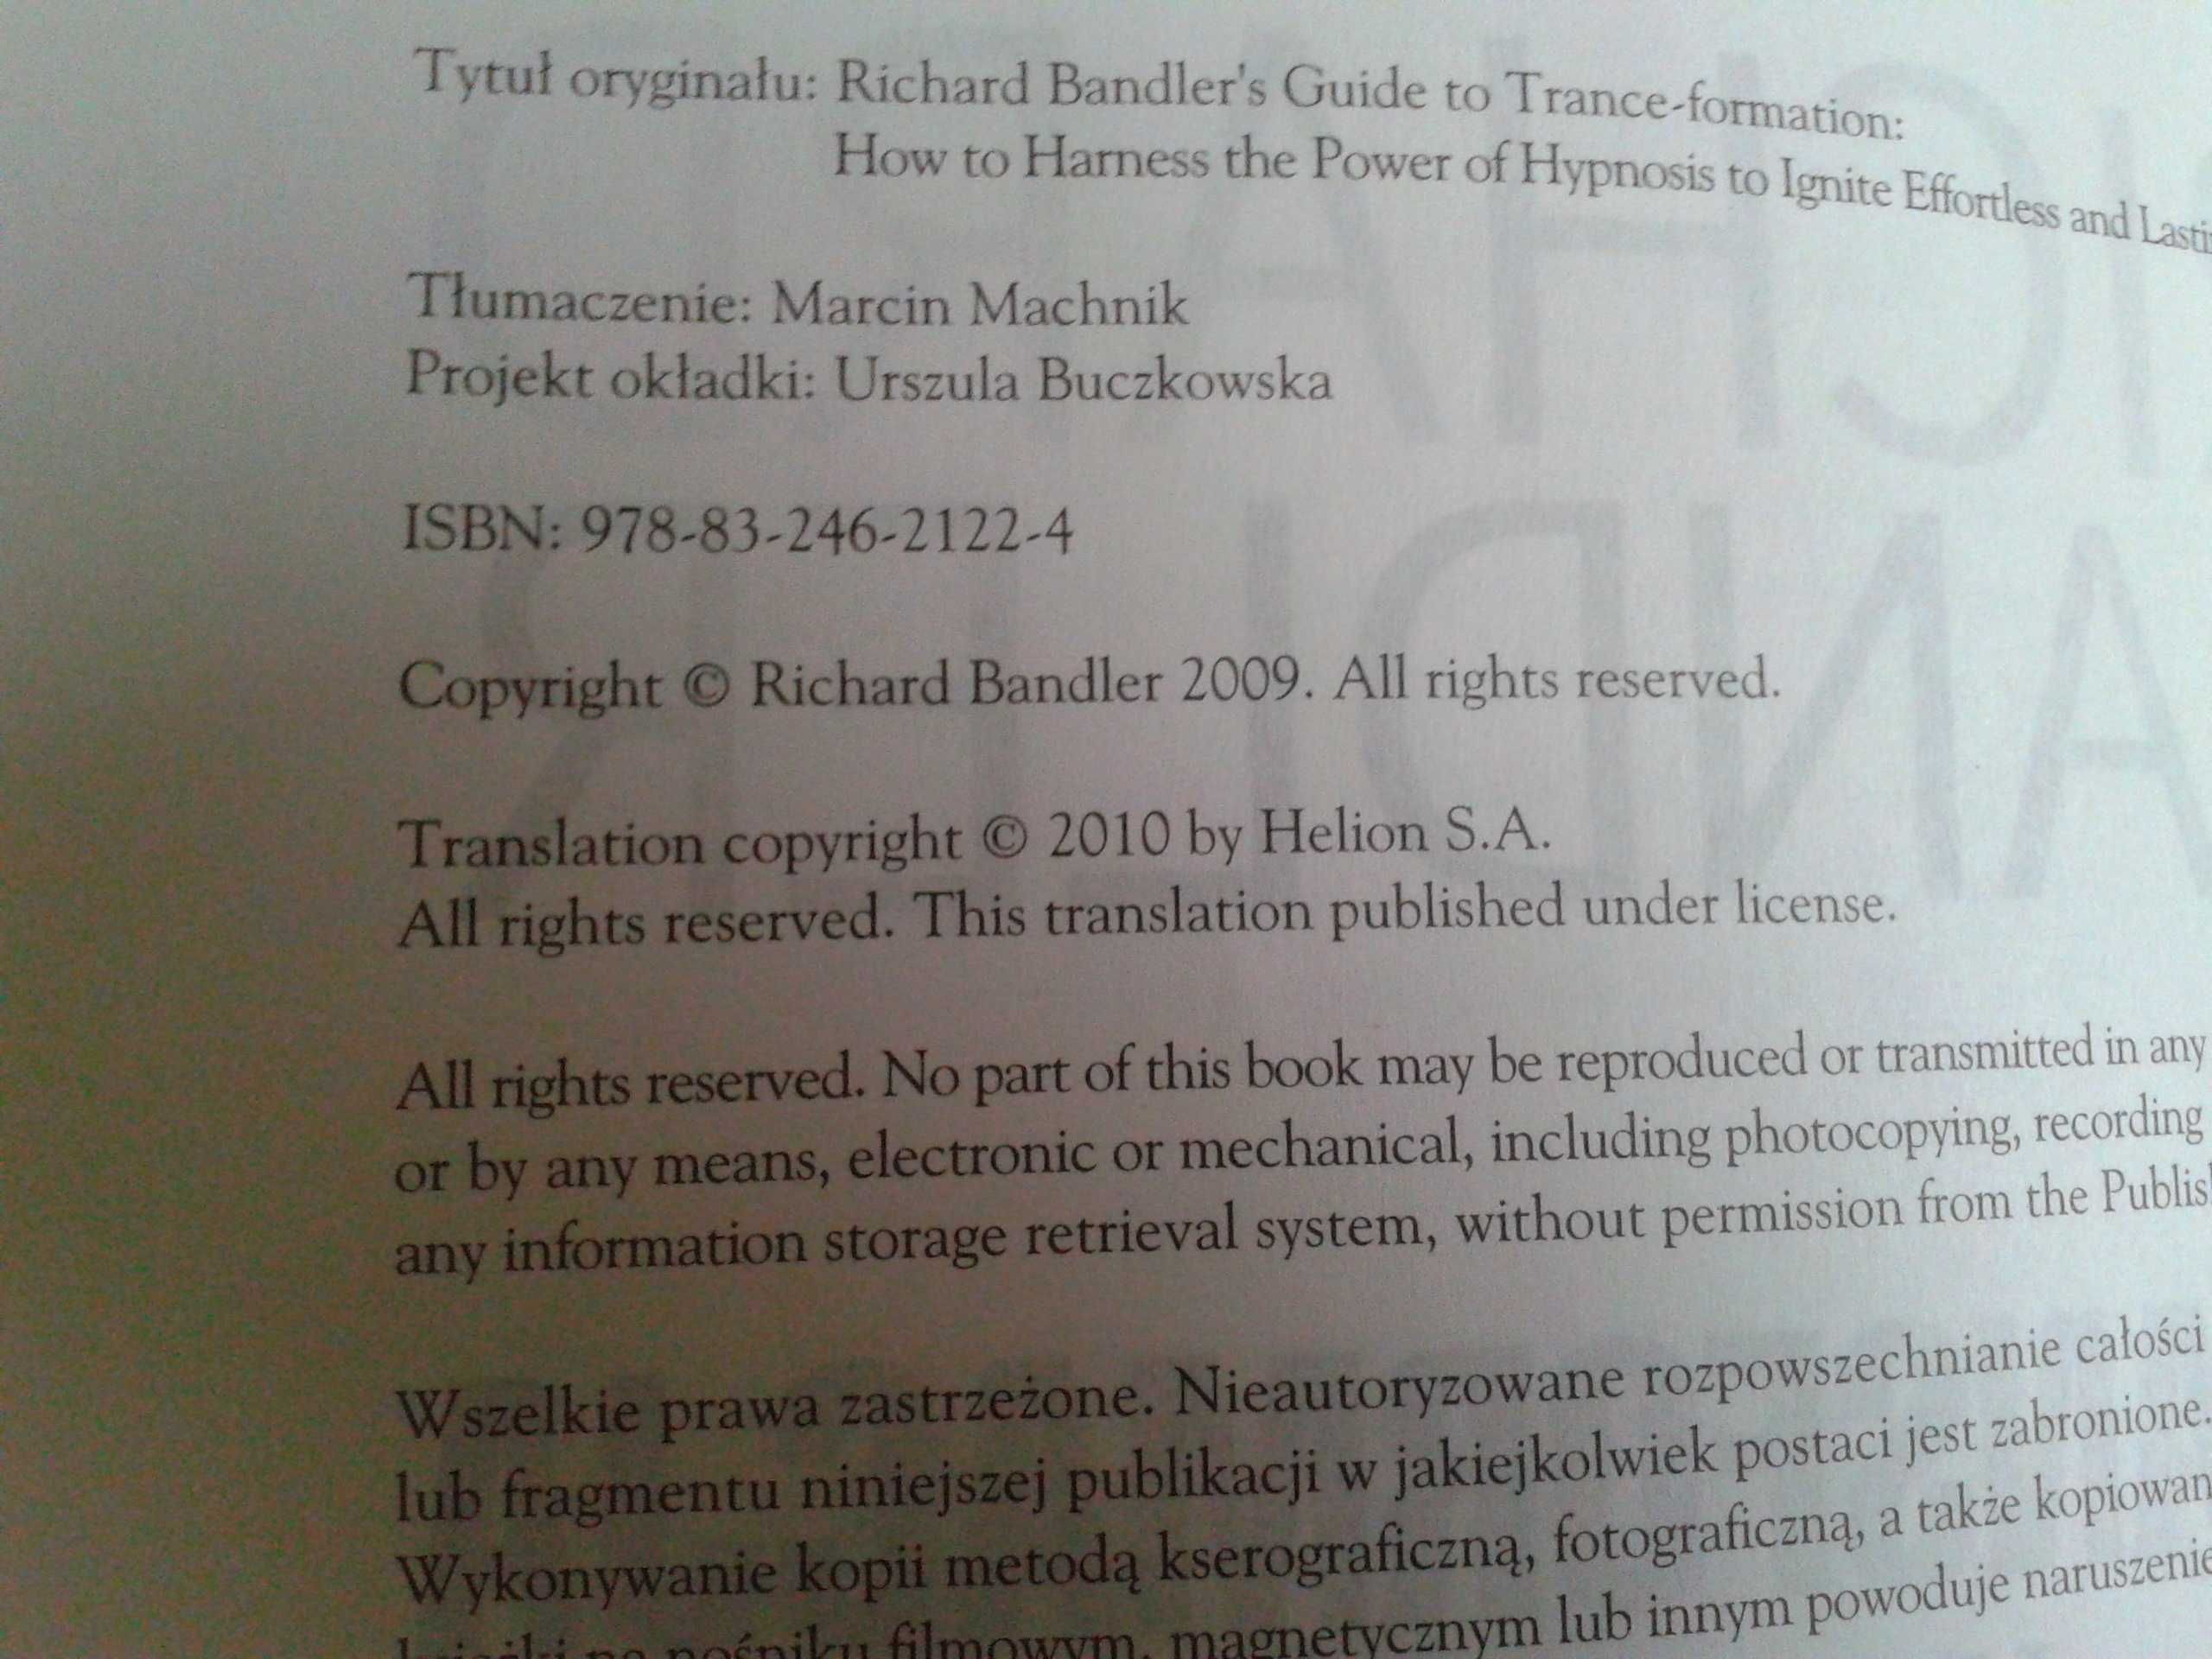 Tytuł oryginału: Richard Bandler's Guide to Trance-formation:
How to Harness the Power of Hypnosis to Ignite Effortless and
Tłumaczenie: Marcin Machnik
Projekt okładki: Urszula Buczkowska
ISBN: 978-83-246-2122-4
Copyright © Richard Bandler 2009. All rights reserved.
Translation copyright © 2010 by Helion S.A.
All rights reserved. This translation published under license.
All rights reserved. No part of this book may be reproduced or transmitted in any
or by any means, electronic or mechanical, including photocopying, recording
any information storage retrieval system, without permission from the
Wszelkie prawa zastrzeżone. Nieautoryzowane rozpowszechnianie całości
lub fragmentu niniejszej publikacji w jakiejkolwiek postaci jest zabronione.
Wykonywanie kopii metodą kserograficzną, fotograficzną, a także
na nośniku filmowym, magnetycznym lub innym powoduje